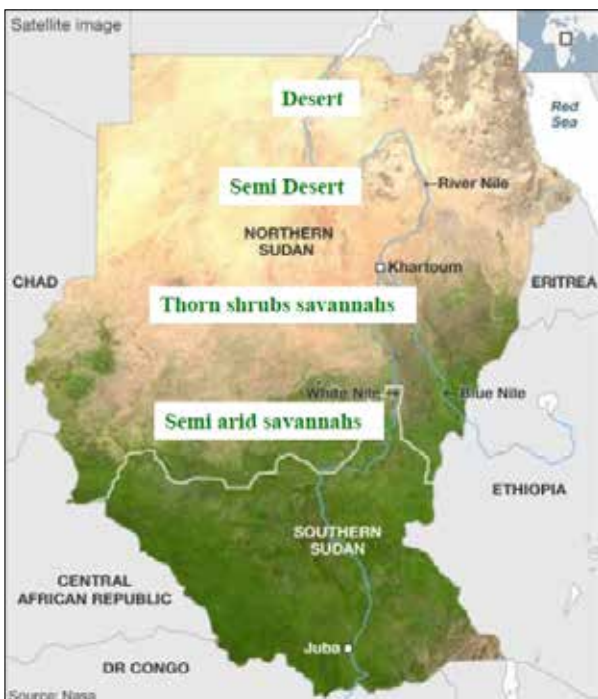 Satellite image
Desert
Red
Sea
Semi Desert
River Nile
NORTHERN
SUDAN
Khartoum
CHAD
ERITREA
Thorn shrubs savannahs
White Nile
Blue Nile
Semi arid savannahs
ETHIOPIA
SOUTHERN
SUDAN
CENTRAL
AFRICAN REPUBLIC
Juba
DR CONGO
Source: Nasa